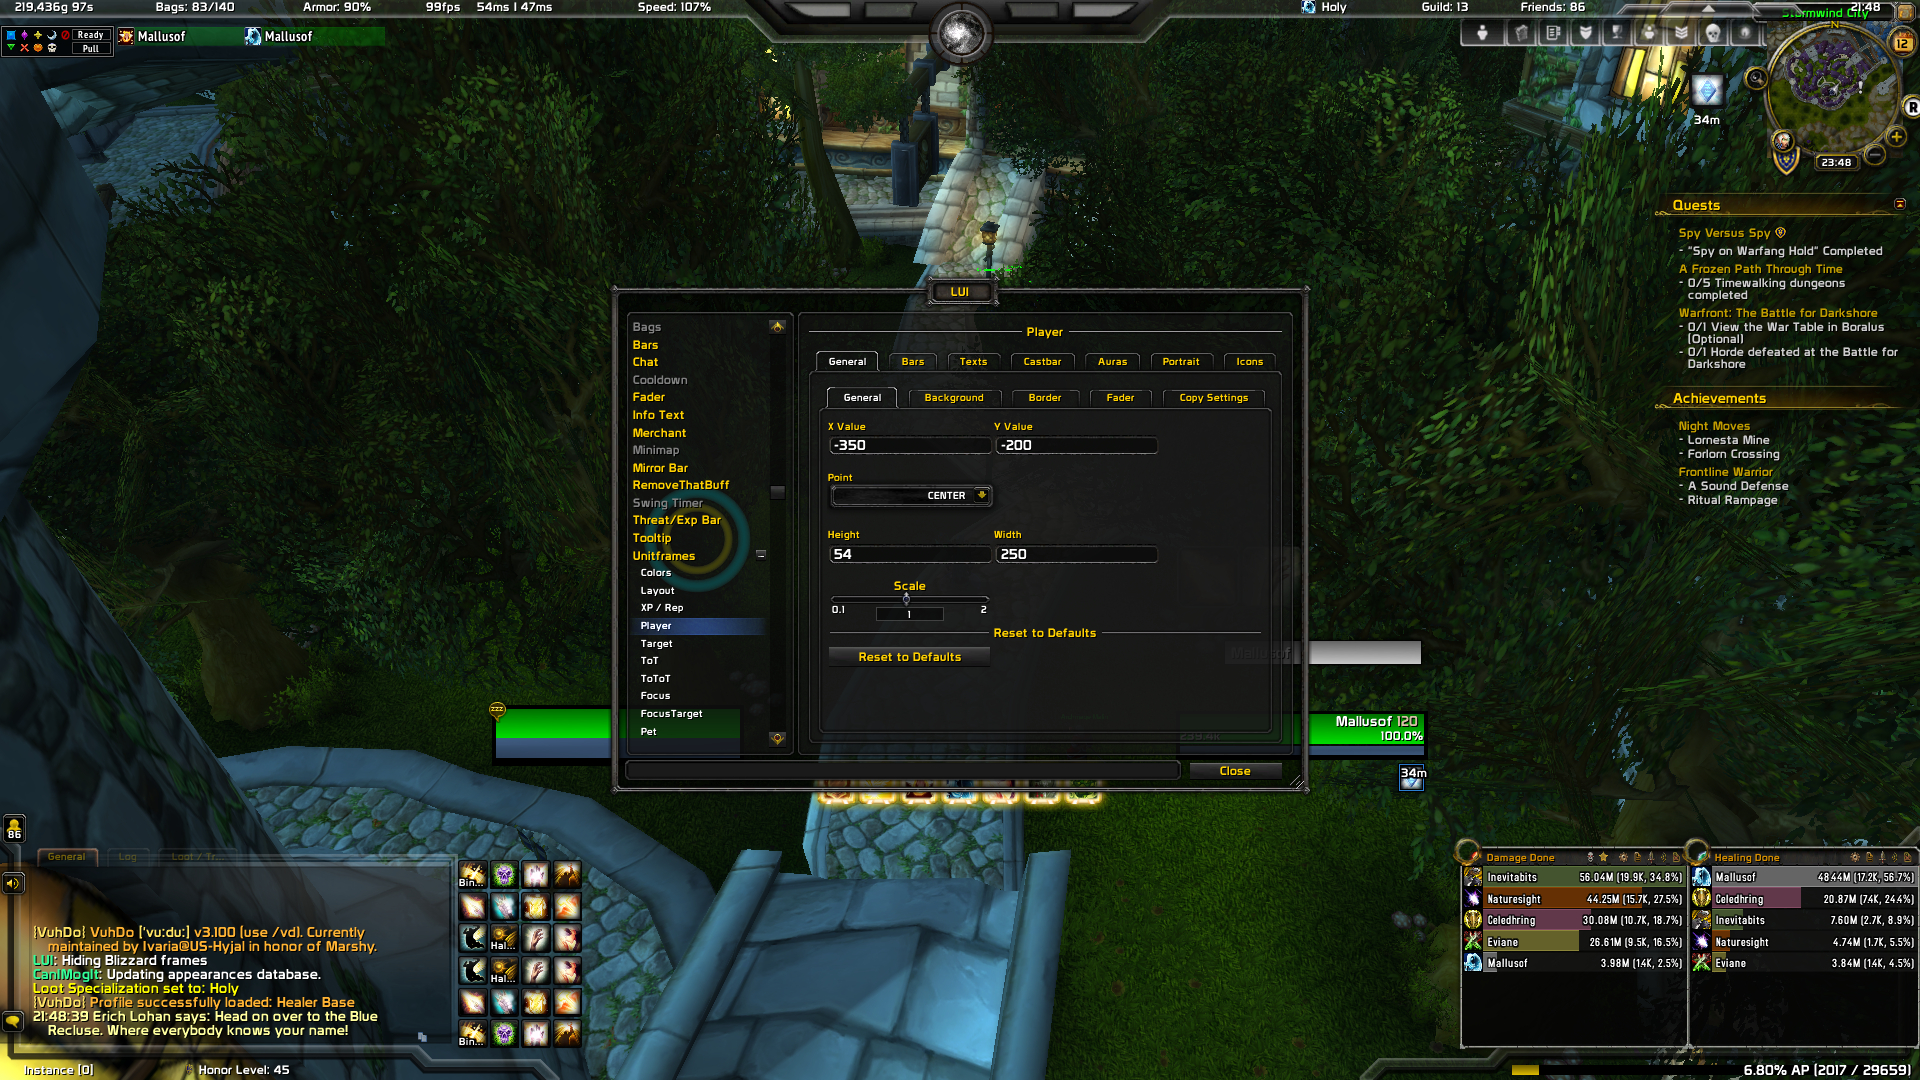 219,436g 97s
Bags: 83/140
Armor: 90%
99fps
54ms | 47ms
Speed: 107%
Holy
Guild: 13
Friends: 86
21:48
Stormwind City
Ready
Pull
Mallusof
Mallusof
12
34m
R
23:48
Quests
Spy Versus Spy
- "Spy on Warfang Hold" Completed
A Frozen Path Through Time
- 0/5 Timewalking dungeons
completed
Warfront: The Battle for Darkshore
- 0/1 View the War Table in Boralus
(Optional)
- 0/1 Horde defeated at the Battle for
Darkshore
Achievements
Night Moves
- Lornesta Mine
- Forlorn Crossing
Frontline Warrior
- A Sound Defense
- Ritual Rampage
LUI
Bags
Bars
Chat
Cooldown
Fader
Info Text
Merchant
Minimap
Mirror Bar
RemoveThatBuff
Swing Timer
Threat/Exp Bar
Tooltip
Unitframes
Colors
Layout
XP / Rep
Player
Target
ToT
ToToT
Focus
FocusTarget
Pet
Player
General
Bars
Texts
Castbar
Auras
Portrait
Icons
General
Background
Border
Fader
Copy Settings
X Value
Y Value
-350
-200
Point
CENTER
Height
Width
54
250
Scale
0.1
1
2
Reset to Defaults
Reset to Defaults
Close
Mallusof
zzz
Mallusof 120
100.0%
239.4k
34m
86
General
Log
Loot / Tr...
{VuhDo} VuhDo ['vu:du:] v3.100 (use /vd). Currently
maintained by Ivaria@US-Hyjal in honor of Marshy.
LUI: Hiding Blizzard frames
CanIMogIt: Updating appearances database.
Loot Specialization set to: Holy
{VuhDo} Profile successfully loaded: Healer Base
21:48:39 Erich Lohan says: Head on over to the Blue
Recluse. Where everybody knows your name!
Bin...
Hal...
Hal...
Bin...
Damage Done
Inevitabits 56.04M (19.9K, 34.8%)
Naturesight 44.25M (15.7K, 27.5%)
Celedhring 30.08M (10.7K, 18.7%)
Eviane 26.61M (9.5K, 16.5%)
Mallusof 3.98M (1.4K, 2.5%)
Healing Done
Mallusof 48.44M (17.2K, 56.7%)
Celedhring 20.87M (7.4K, 24.4%)
Inevitabits 7.60M (2.7K, 8.9%)
Naturesight 4.74M (1.7K, 5.5%)
Eviane 3.84M (1.4K, 4.5%)
Instance [0]
Honor Level: 45
6.80% AP (2017 / 29659)